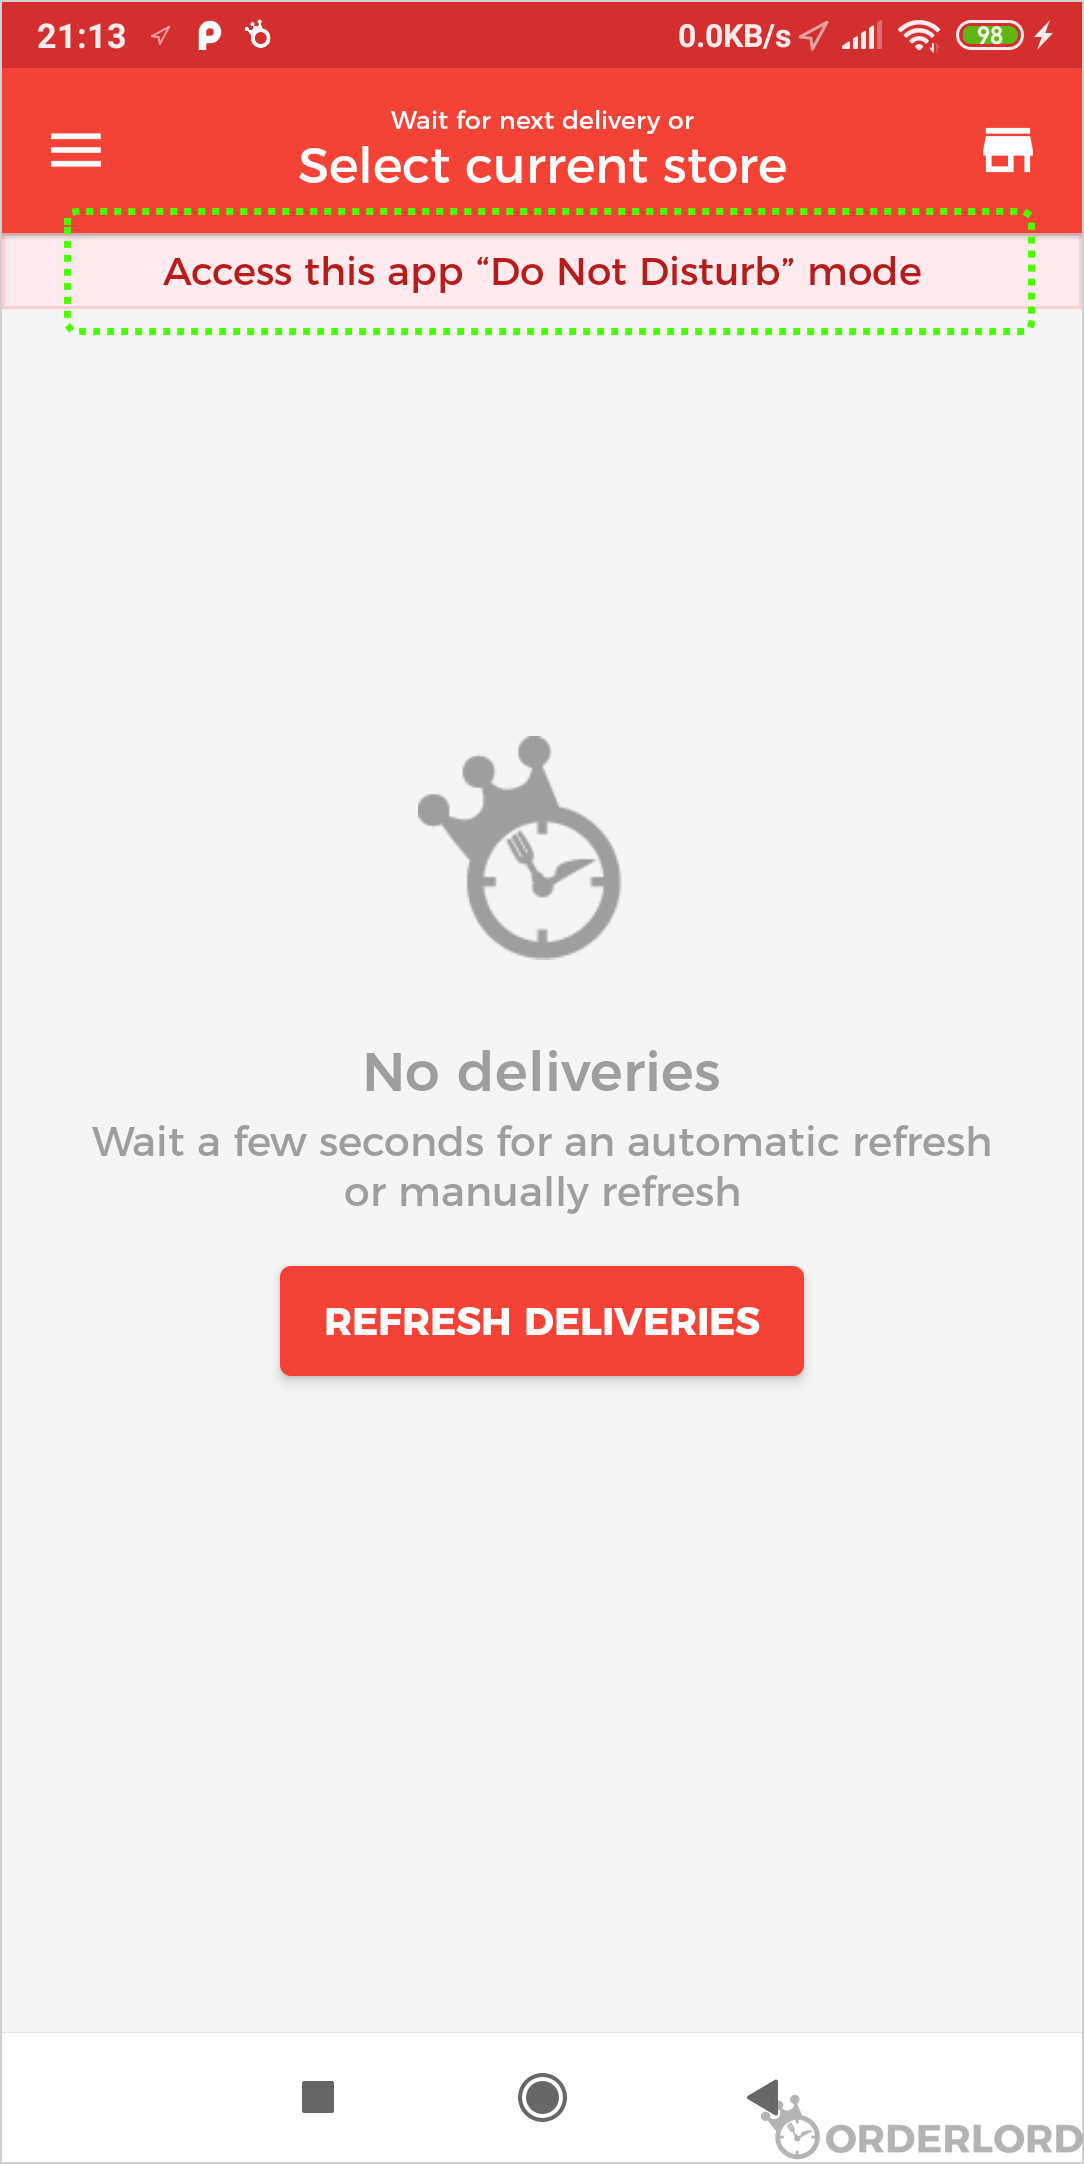 21:13
0.0KB/s
98
Wait for next delivery or
Select current store
Access this app “Do Not Disturb” mode
No deliveries
Wait a few seconds for an automatic refresh
or manually refresh
REFRESH DELIVERIES
ORDERLORD